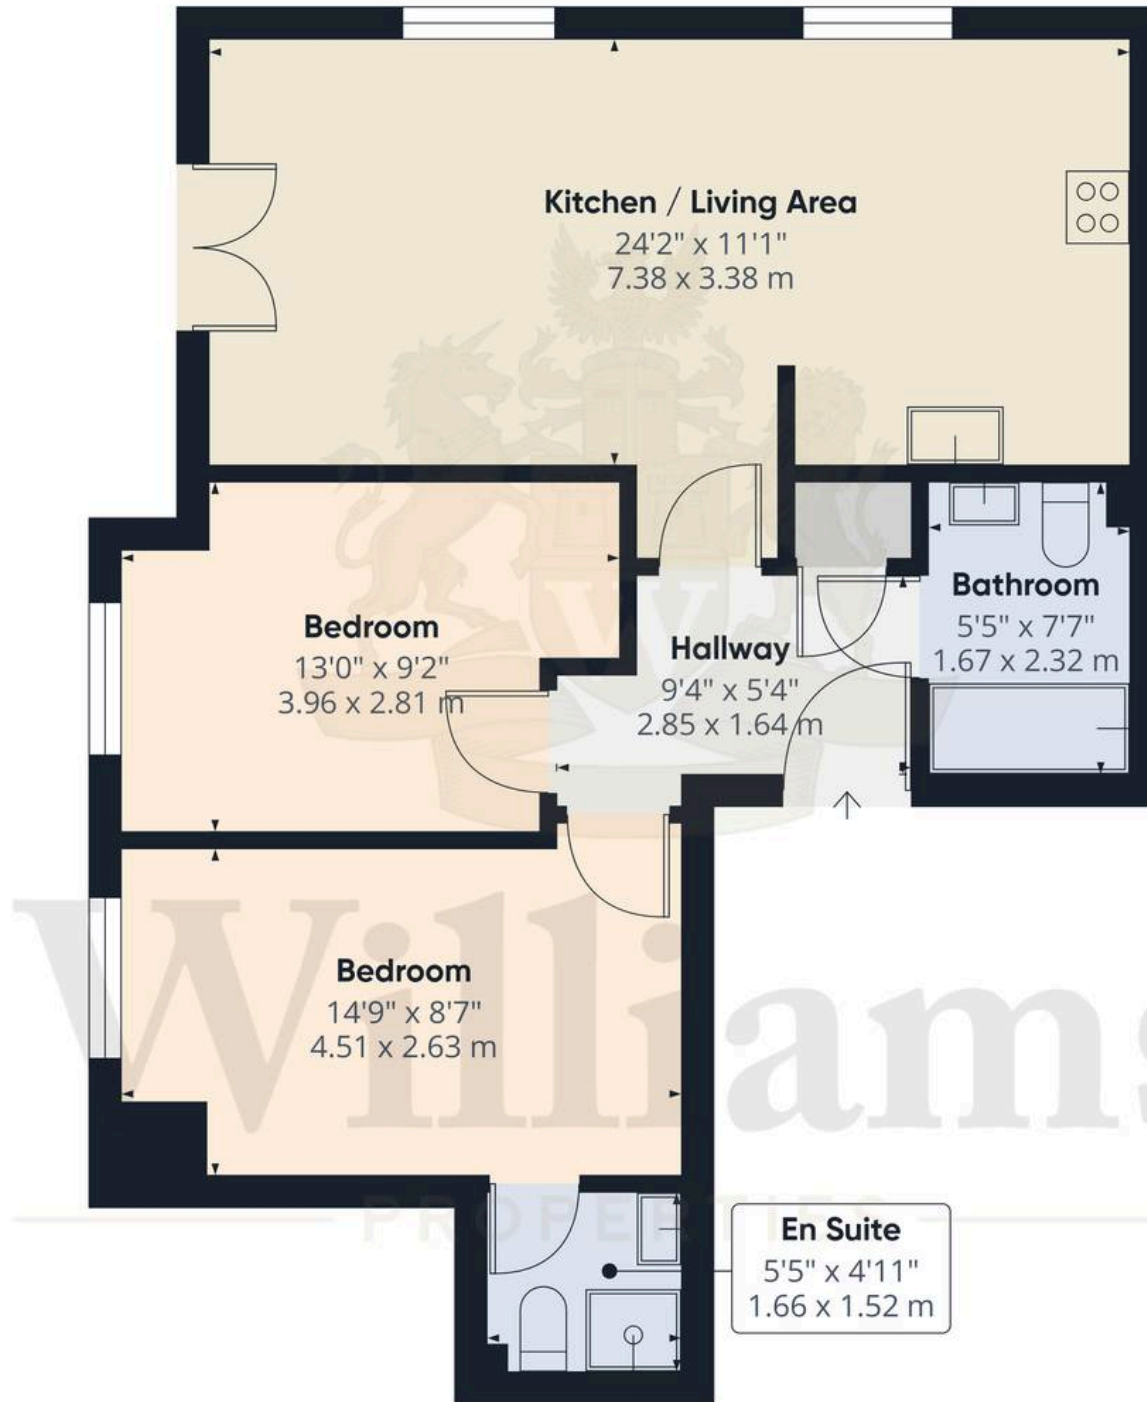 Kitchen / Living Area
24'2" x 11'1"
7.38 x 3.38 m
Bedroom
13'0" x 9'2"
3.96 x 2.81 m
Hallway
9'4" x 5'4"
2.85 x 1.64 m
Bathroom
5'5" x 7'7"
1.67 x 2.32 m
W
Bedroom
14'9" x 8'7"
4.51 x 2.63 m
Williams
PROPERTIES
En Suite
5'5" x 4'11"
1.66 x 1.52 m